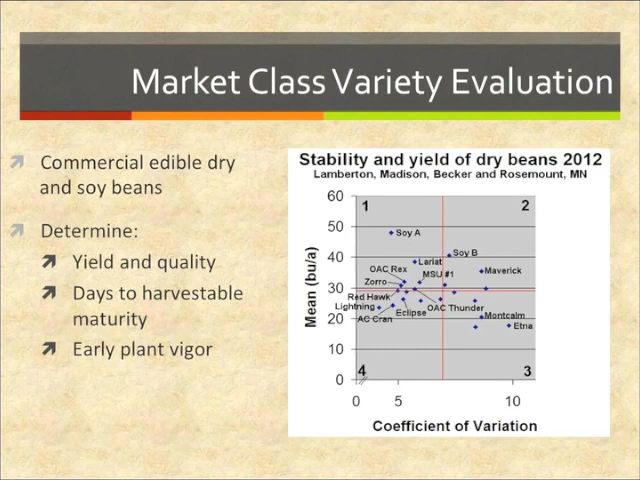 Market Class Variety Evaluation
Commercial edible dry
and soy beans
Determine:
Yield and quality
Days to harvestable
maturity
Early plant vigor
Stability and yield of dry beans 2012
Lamberton, Madison, Becker and Rosemount, MN
Mean (bu/a)
60
50
40
30
20
10
0
1
2
Soy A
Soy B
Lariat
OAC Rex
MSU #1
Maverick
Zorro
Red Hawk
Lightning
OAC Thunder
Eclipse
AC Cran
Montcalm
Etna
4
3
0
5
10
Coefficient of Variation